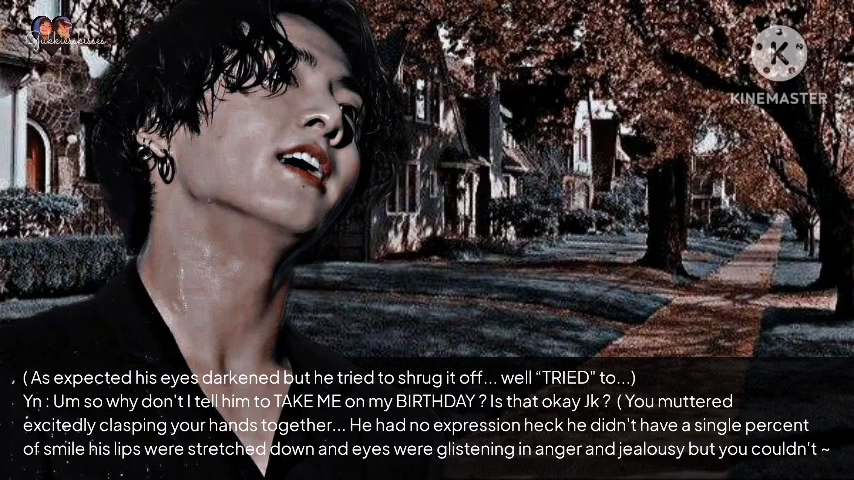 Jukkiesskisses
K
KINEMASTER
( As expected his eyes darkened but he tried to shrug it off... well “TRIED” to...)
Yn : Um so why don't I tell him to TAKE ME on my BIRTHDAY ? Is that okay Jk ? ( You muttered
excitedly clasping your hands together... He had no expression heck he didn't have a single percent
of smile his lips were stretched down and eyes were glistening in anger and jealousy but you couldn't ~